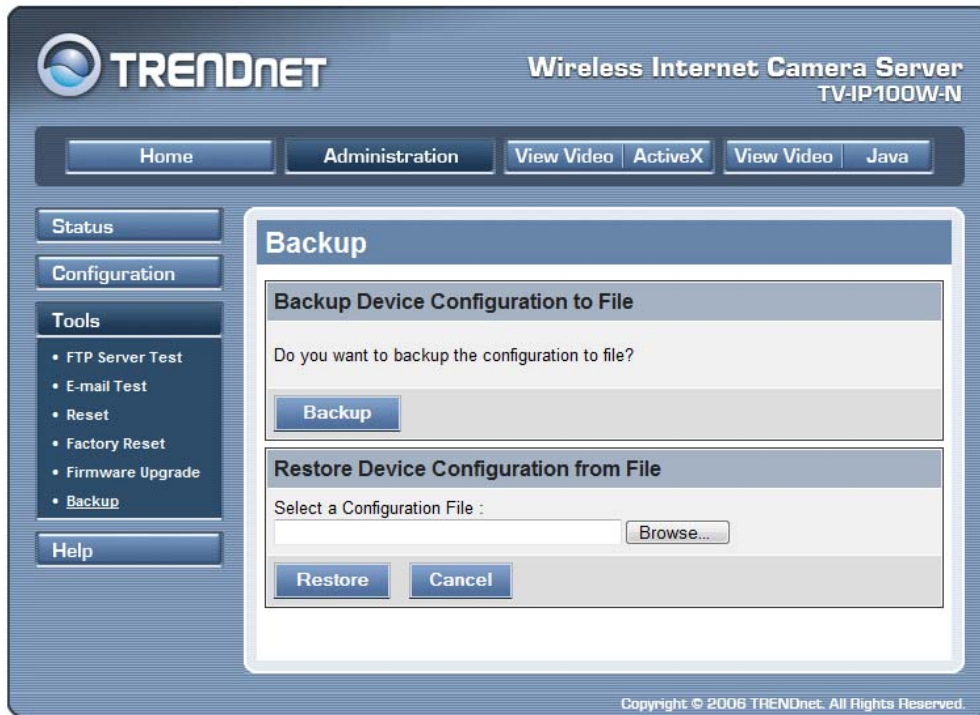 TRENDnet
Wireless Internet Camera Server
TV-IP100W-N
Home
Administration
View Video | ActiveX
View Video | Java
Status
Configuration
Tools
• FTP Server Test
• E-mail Test
• Reset
• Factory Reset
• Firmware Upgrade
• Backup
Help
Backup
Backup Device Configuration to File
Do you want to backup the configuration to file?
Backup
Restore Device Configuration from File
Select a Configuration File :
Browse...
Restore
Cancel
Copyright © 2006 TRENDnet. All Rights Reserved.